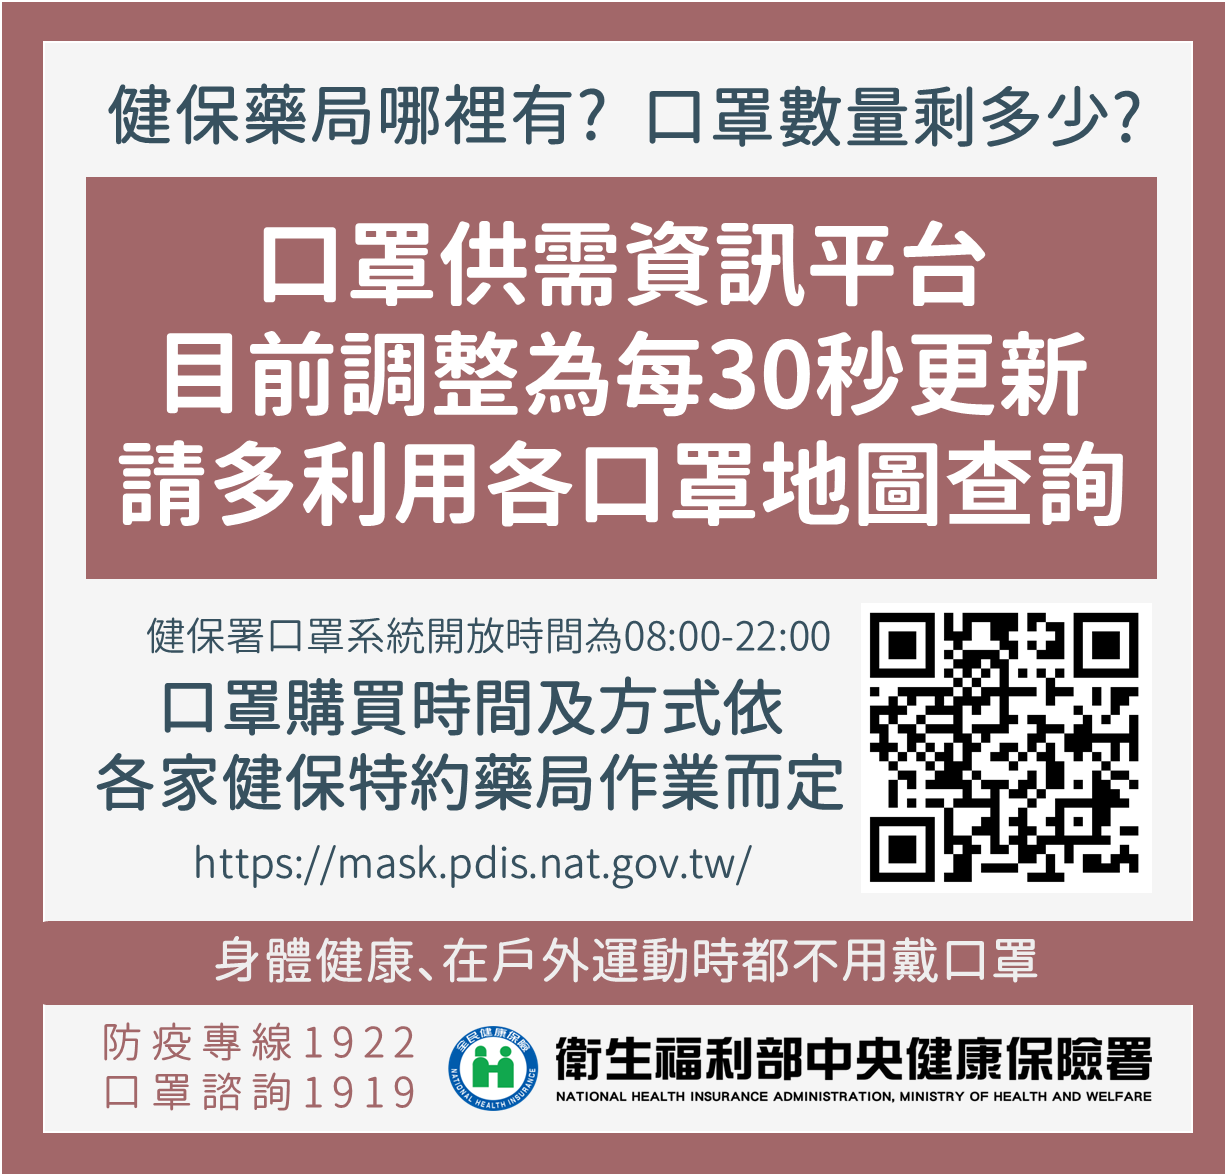 健保藥局哪裡有? 口罩數量剩多少?
口罩供需資訊平台
目前調整為每30秒更新
請多利用各口罩地圖查詢
健保署口罩系統開放時間為08:00-22:00
口罩購買時間及方式依
各家健保特約藥局作業而定
https://mask.pdis.nat.gov.tw/
身體健康、在戶外運動時都不用戴口罩
防疫專線1922
口罩諮詢1919
全民健康保險
NATIONAL HEALTH INSURANCE
衛生福利部中央健康保險署
NATIONAL HEALTH INSURANCE ADMINISTRATION, MINISTRY OF HEALTH AND WELFARE